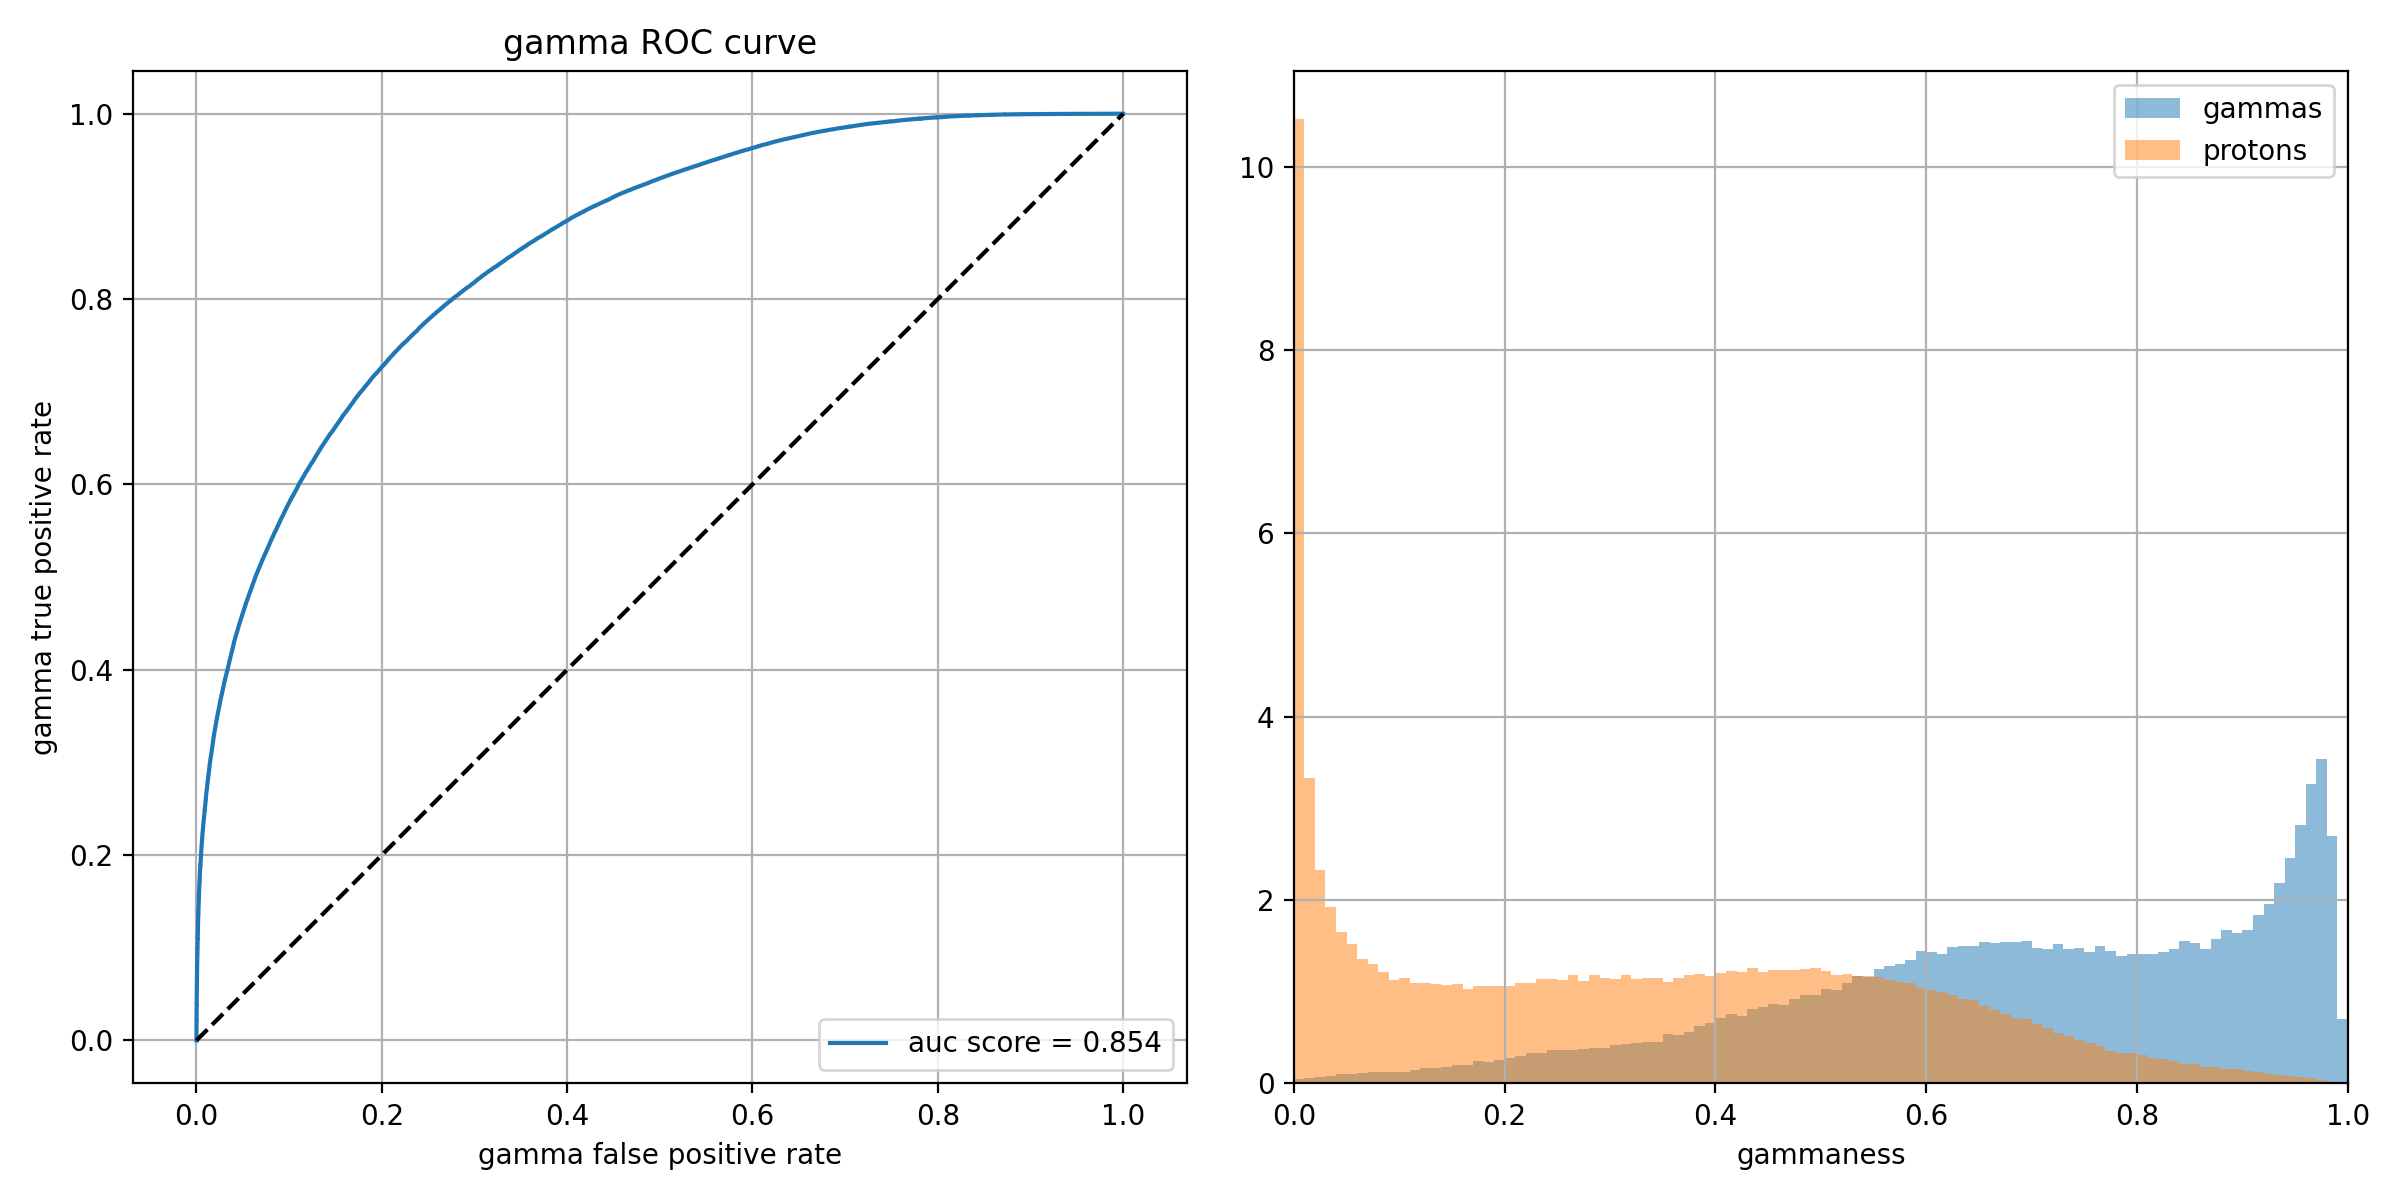 gamma ROC curve
gamma true positive rate
1.0
0.8
0.6
0.4
0.2
0.0
auc score = 0.854
0.0 0.2 0.4 0.6 0.8 1.0
gamma false positive rate
gammas
protons
10
8
6
4
2
0
0.0 0.2 0.4 0.6 0.8 1.0
gammaness